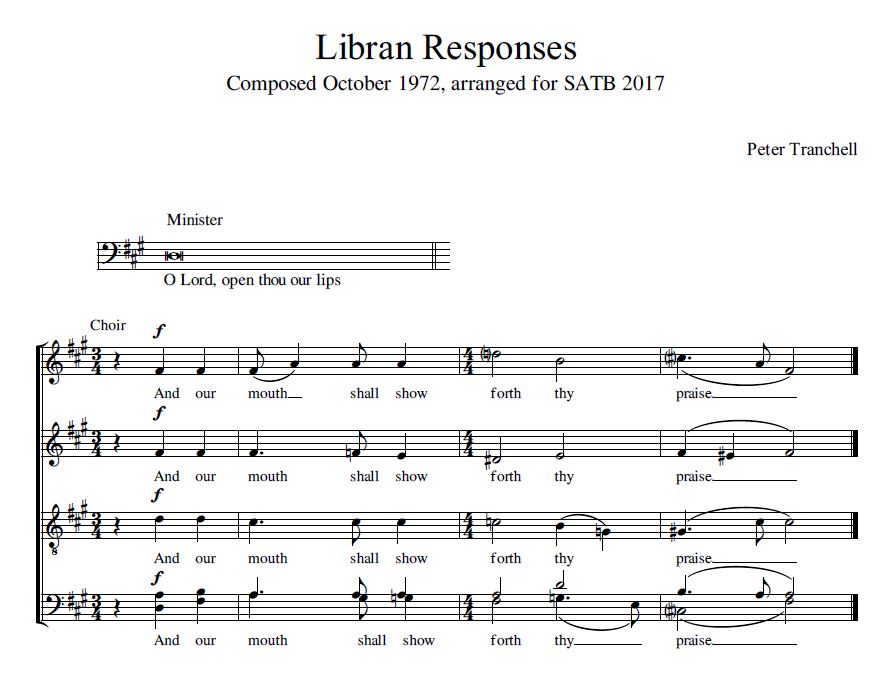 Libran Responses
Composed October 1972, arranged for SATB 2017
Peter Tranchell
Minister
O Lord, open thou our lips
Choir
f
And our mouth shall show forth thy praise
f
And our mouth shall show forth thy praise
f
And our mouth shall show forth thy praise
f
And our mouth shall show forth thy praise